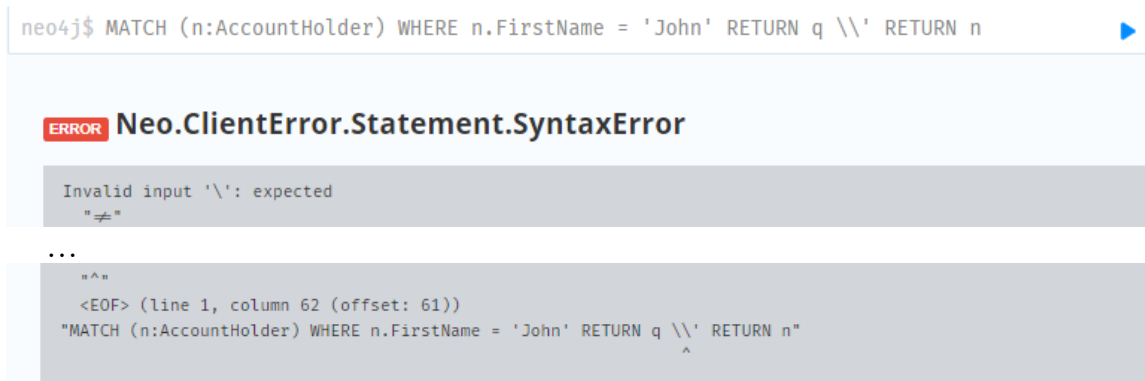 neo4j$ MATCH (n:AccountHolder) WHERE n.FirstName = 'John' RETURN q \\' RETURN n
ERROR Neo.ClientError.Statement.SyntaxError
Invalid input '\': expected
"≠"
...
"^"
<EOF> (line 1, column 62 (offset: 61))
"MATCH (n:AccountHolder) WHERE n.FirstName = 'John' RETURN q \\' RETURN n"
^